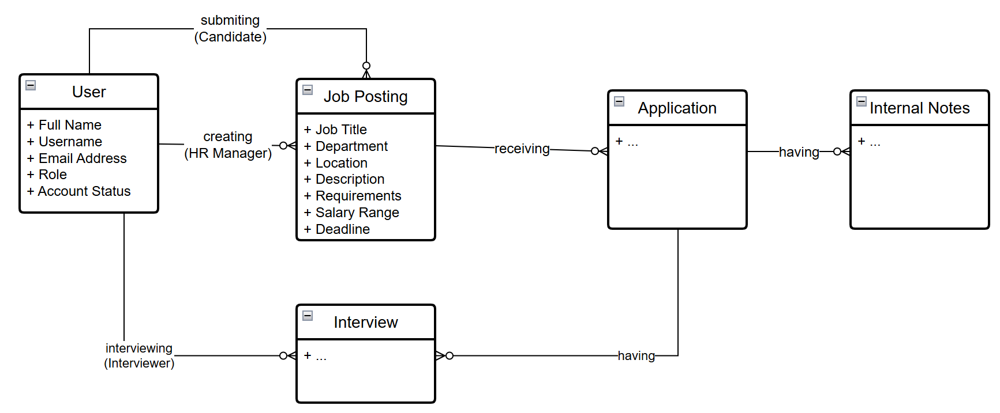 submiting
(Candidate)
User
+ Full Name
+ Username
+ Email Address
+ Role
+ Account Status
creating
(HR Manager)
Job Posting
+ Job Title
+ Department
+ Location
+ Description
+ Requirements
+ Salary Range
+ Deadline
receiving
Application
+ ...
having
Internal Notes
+ ...
interviewing
(Interviewer)
Interview
+ ...
having